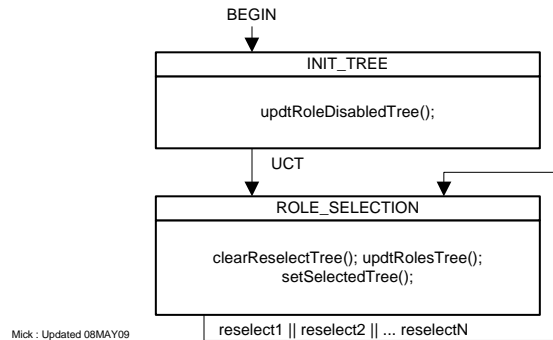 BEGIN
INIT_TREE
updtRoleDisabledTree();
UCT
ROLE_SELECTION
clearReselectTree(); updtRolesTree();
setSelectedTree();
Mick : Updated 08MAY09
reselect1 || reselect2 || ... reselectN